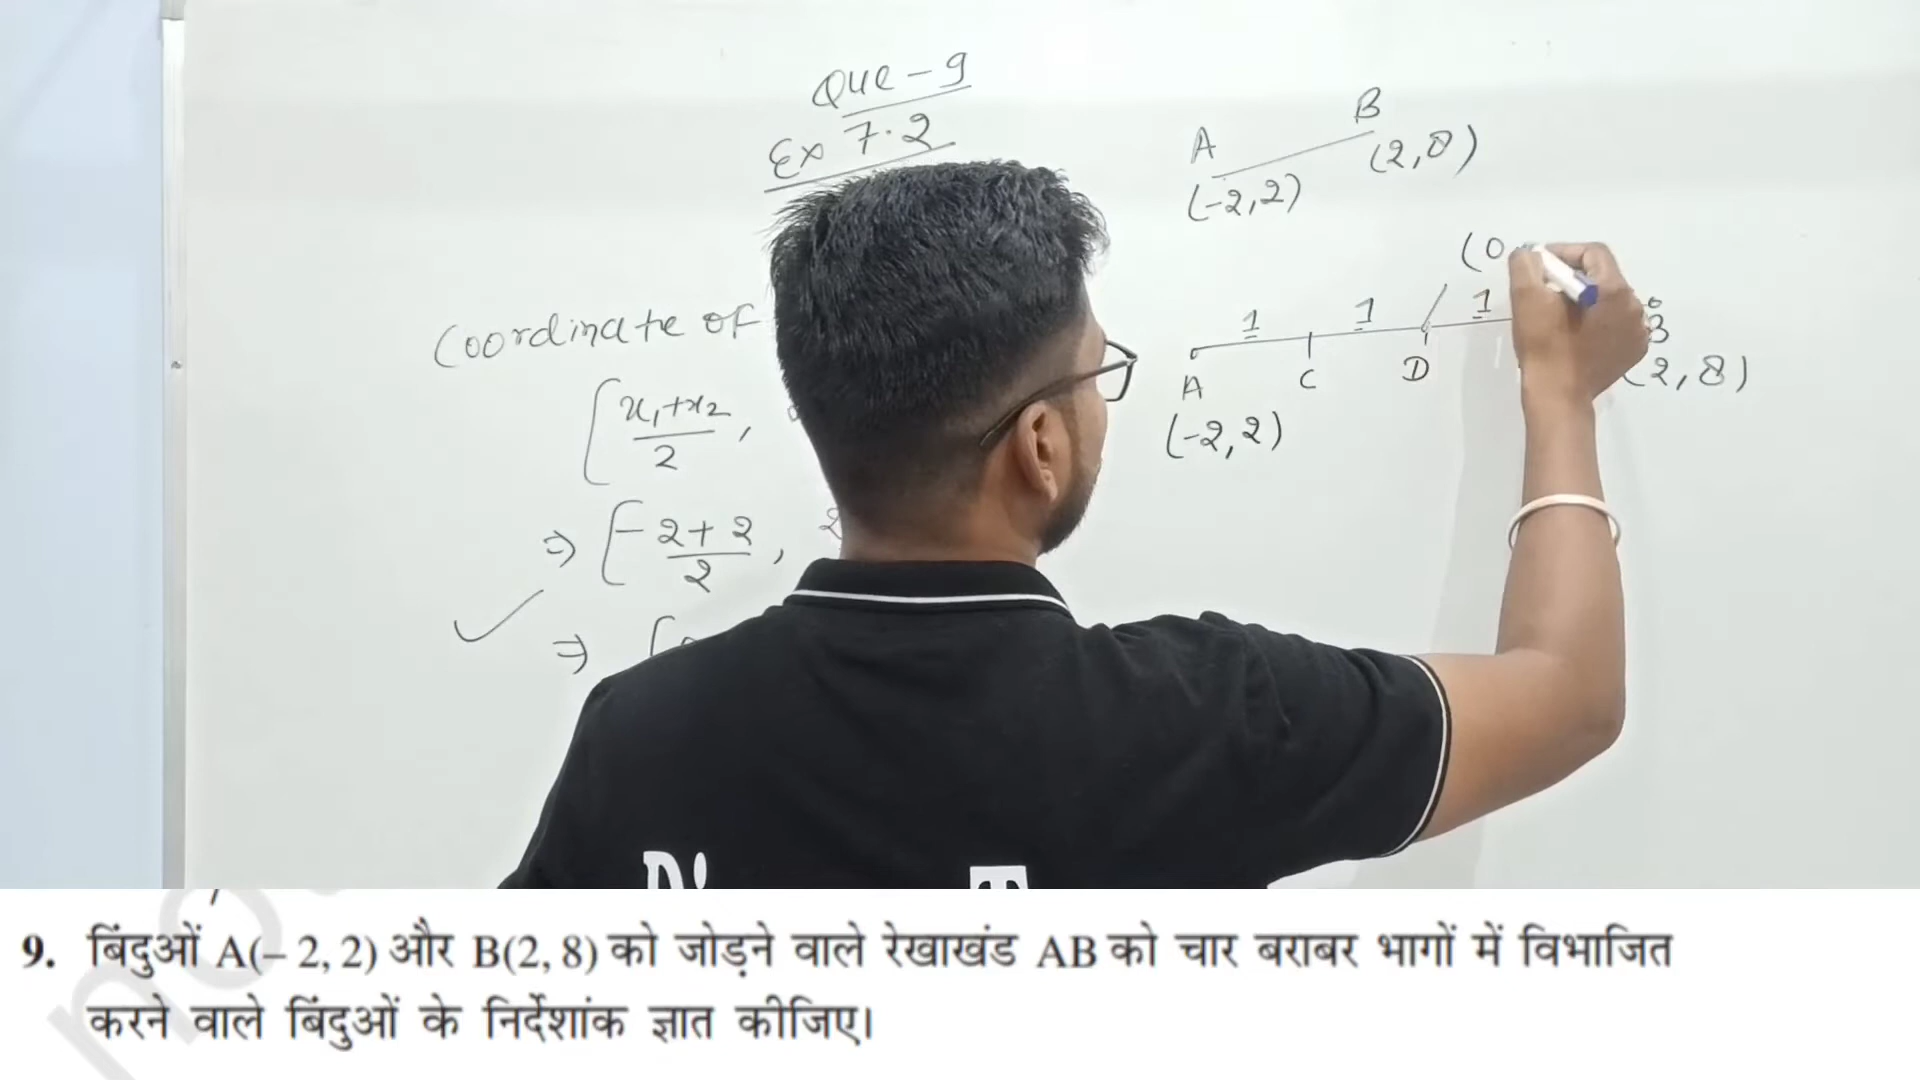 Que - 9
Ex 7.2
A B
(-2,2) (2,8)
(0
Coordinate of
1 1 1
A C D B
(2,8)
(-2,2)
[x₁+x₂/2,
⇒ [-2+2/2, 2
✓ ⇒ [
9. बिंदुओं A(– 2, 2) और B(2, 8) को जोड़ने वाले रेखाखंड AB को चार बराबर भागों में विभाजित
करने वाले बिंदुओं के निर्देशांक ज्ञात कीजिए।